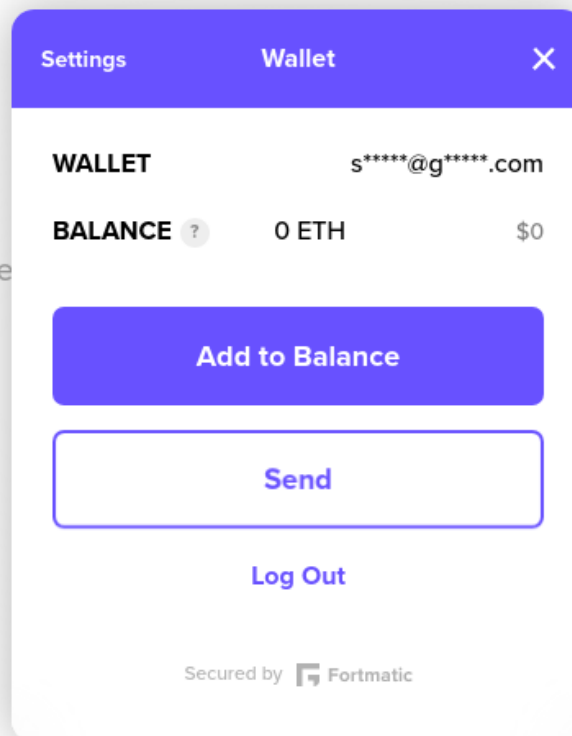 Settings Wallet ✕
WALLET s*****@g*****.com
BALANCE ? 0 ETH $0
e
Add to Balance
Send
Log Out
Secured by Fortmatic